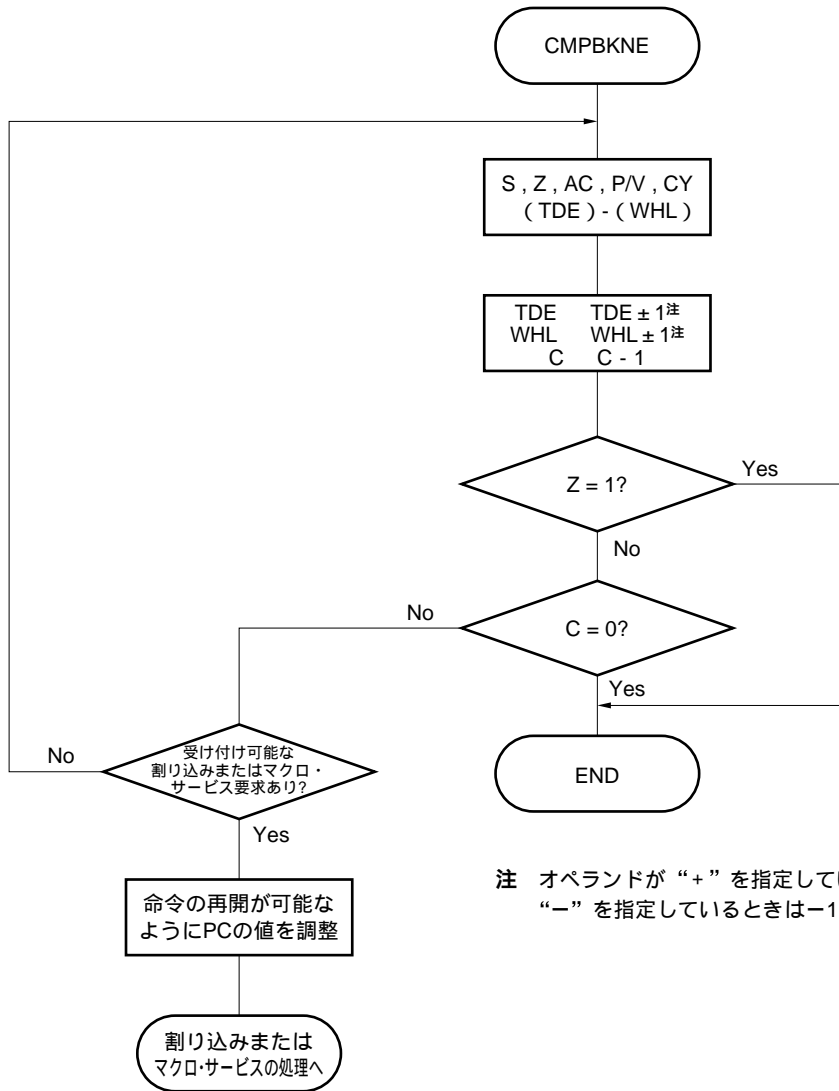 CMPBKNE
S , Z , AC , P/V , CY
( TDE ) - ( WHL )
TDE TDE ± 1注
WHL WHL ± 1注
C C - 1
Z = 1?
Yes
No
C = 0?
No
Yes
受け付け可能な
割り込みまたはマクロ・
サービス要求あり?
No
Yes
END
命令の再開が可能な
ようにPCの値を調整
割り込みまたは
マクロ・サービスの処理へ
注 オペランドが “+” を指定してい
“ー” を指定しているときはー1